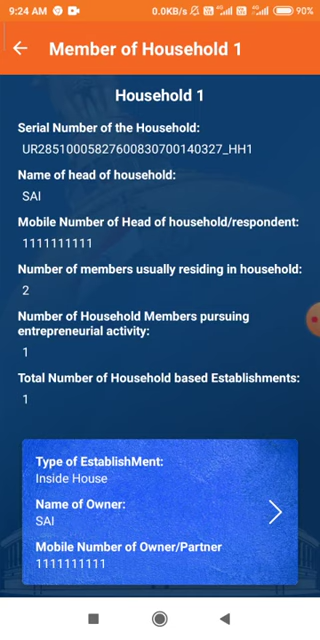 9:24 AM 0.0KB/s 4G 4G 90%
Member of Household 1
Household 1
Serial Number of the Household:
UR28510005827600830700140327_HH1
Name of head of household:
SAI
Mobile Number of Head of household/respondent:
1111111111
Number of members usually residing in household:
2
Number of Household Members pursuing
entrepreneurial activity:
1
Total Number of Household based Establishments:
1
Type of EstablishMent:
Inside House
Name of Owner:
SAI
Mobile Number of Owner/Partner
1111111111